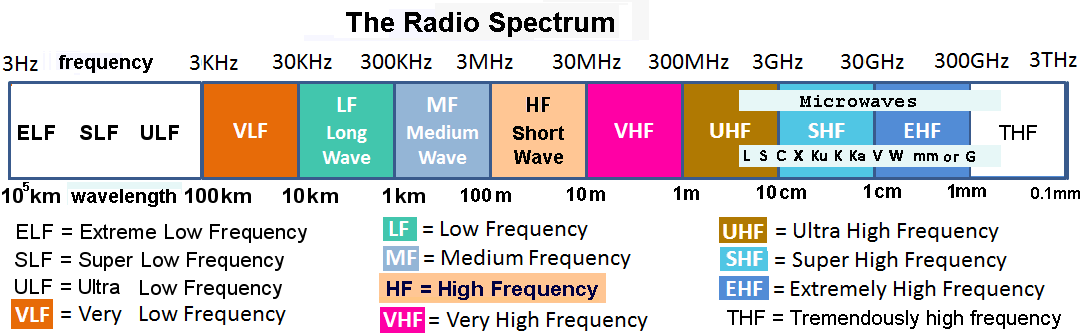 The Radio Spectrum
3Hz frequency 3KHz 30KHz 300KHz 3MHz 30MHz 300MHz 3GHz 30GHz 300GHz 3THz
ELF SLF ULF VLF LF Long Wave MF Medium Wave HF Short Wave VHF UHF SHF EHF THF
Microwaves
L S C X Ku K Ka V W mm or G
10⁵km wavelength 100km 10km 1km 100m 10m 1m 10cm 1cm 1mm 0.1mm
ELF = Extreme Low Frequency
SLF = Super Low Frequency
ULF = Ultra Low Frequency
VLF = Very Low Frequency
LF = Low Frequency
MF = Medium Frequency
HF = High Frequency
VHF = Very High Frequency
UHF = Ultra High Frequency
SHF = Super High Frequency
EHF = Extremely High Frequency
THF = Tremendously high frequency